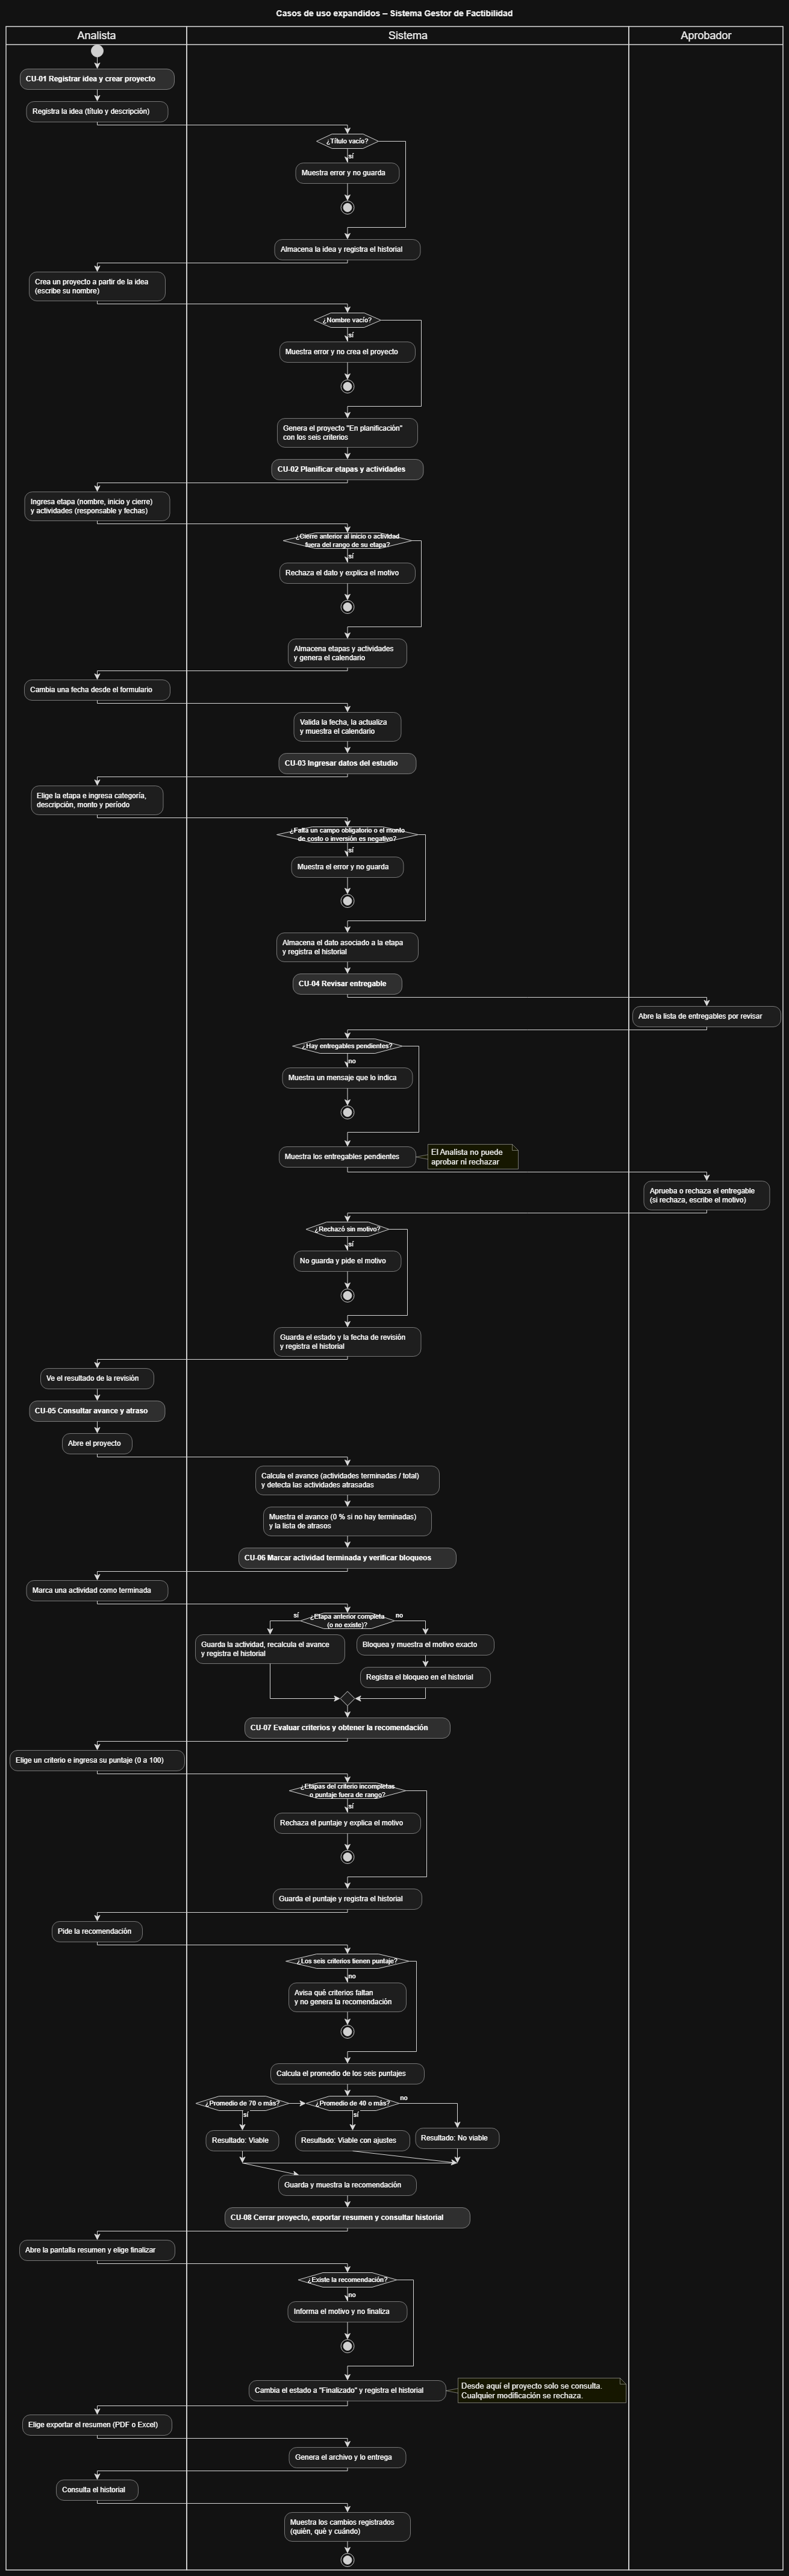 Casos de uso expandidos – Sistema Gestor de Factibilidad
Analista
Sistema
Aprobador
CU-01 Registrar idea y crear proyecto
Registra la idea (título y descripción)
¿Título vacío?
sí
Muestra error y no guarda
Almacena la idea y registra el historial
Crea un proyecto a partir de la idea
(escribe su nombre)
¿Nombre vacío?
sí
Muestra error y no crea el proyecto
Genera el proyecto "En planificación"
con los seis criterios
CU-02 Planificar etapas y actividades
Ingresa etapa (nombre, inicio y cierre)
y actividades (responsable y fechas)
¿Cierre anterior al inicio o actividad
fuera del rango de su etapa?
sí
Rechaza el dato y explica el motivo
Almacena etapas y actividades
y genera el calendario
Cambia una fecha desde el formulario
Valida la fecha, la actualiza
y muestra el calendario
CU-03 Ingresar datos del estudio
Elige la etapa e ingresa categoría,
descripción, monto y período
¿Falta un campo obligatorio o el monto
de costo o inversión es negativo?
sí
Muestra el error y no guarda
Almacena el dato asociado a la etapa
y registra el historial
CU-04 Revisar entregable
Abre la lista de entregables por revisar
¿Hay entregables pendientes?
no
Muestra un mensaje que lo indica
Muestra los entregables pendientes
El Analista no puede
aprobar ni rechazar
Aprueba o rechaza el entregable
(si rechaza, escribe el motivo)
¿Rechazó sin motivo?
sí
No guarda y pide el motivo
Guarda el estado y la fecha de revisión
y registra el historial
Ve el resultado de la revisión
CU-05 Consultar avance y atraso
Abre el proyecto
Calcula el avance (actividades terminadas / total)
y detecta las actividades atrasadas
Muestra el avance (0 % si no hay terminadas)
y la lista de atrasos
CU-06 Marcar actividad terminada y verificar bloqueos
Marca una actividad como terminada
¿Etapa anterior completa
(o no existe)?
sí
no
Guarda la actividad, recalcula el avance
y registra el historial
Bloquea y muestra el motivo exacto
Registra el bloqueo en el historial
CU-07 Evaluar criterios y obtener la recomendación
Elige un criterio e ingresa su puntaje (0 a 100)
¿Etapas del criterio incompletas
o puntaje fuera de rango?
sí
Rechaza el puntaje y explica el motivo
Guarda el puntaje y registra el historial
Pide la recomendación
¿Los seis criterios tienen puntaje?
no
Avisa qué criterios faltan
y no genera la recomendación
Calcula el promedio de los seis puntajes
¿Promedio de 70 o más?
sí
¿Promedio de 40 o más?
sí
no
Resultado: Viable
Resultado: Viable con ajustes
Resultado: No viable
Guarda y muestra la recomendación
CU-08 Cerrar proyecto, exportar resumen y consultar historial
Abre la pantalla resumen y elige finalizar
¿Existe la recomendación?
no
Informa el motivo y no finaliza
Cambia el estado a "Finalizado" y registra el historial
Desde aquí el proyecto solo se consulta.
Cualquier modificación se rechaza.
Elige exportar el resumen (PDF o Excel)
Genera el archivo y lo entrega
Consulta el historial
Muestra los cambios registrados
(quién, qué y cuándo)